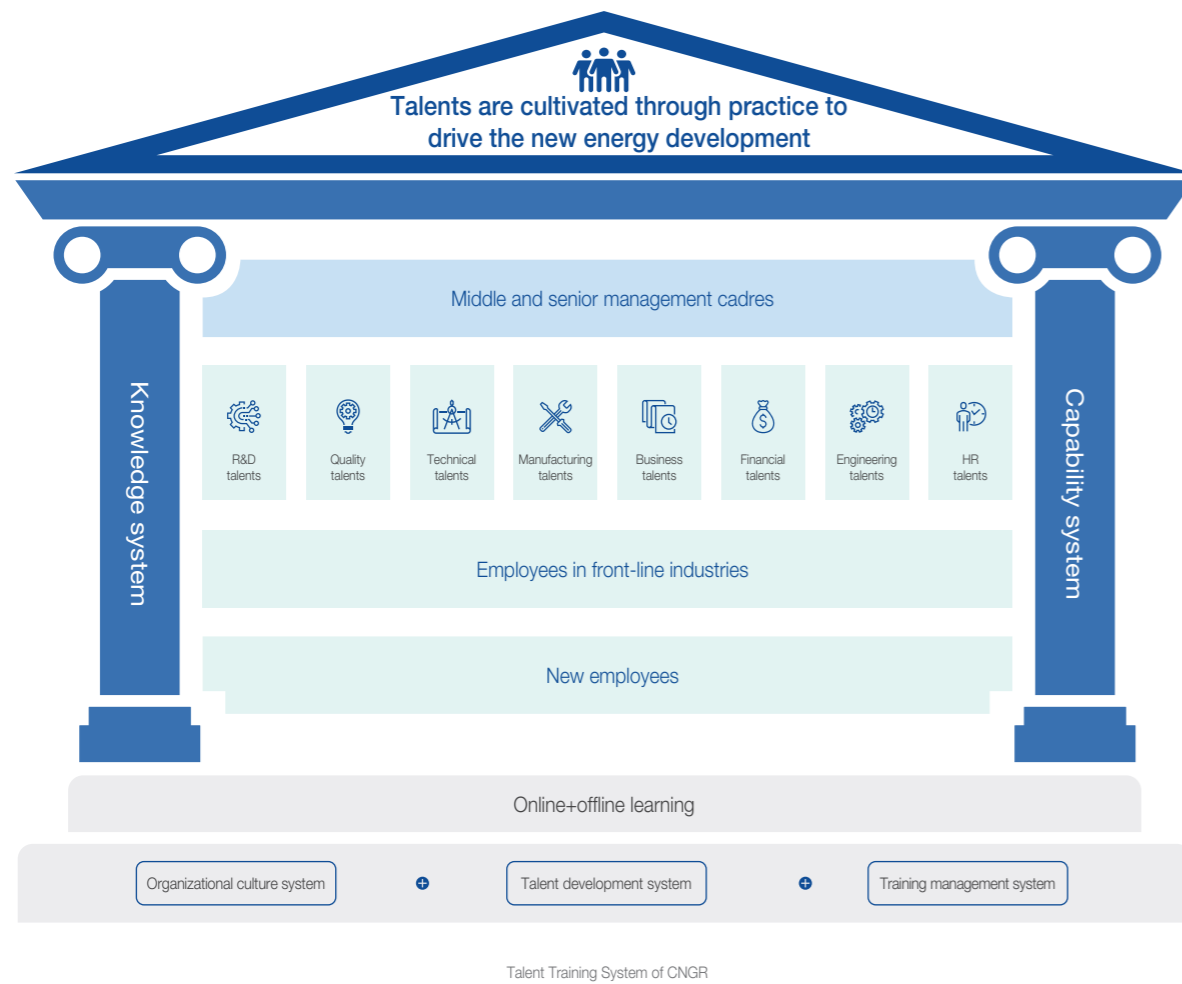 Talents are cultivated through practice to
drive the new energy development
Middle and senior management cadres
Knowledge system
Capability system
R&D
talents
Quality
talents
Technical
talents
Manufacturing
talents
Business
talents
Financial
talents
Engineering
talents
HR
talents
Employees in front-line industries
New employees
Online+offline learning
Organizational culture system
Talent development system
Training management system
Talent Training System of CNGR